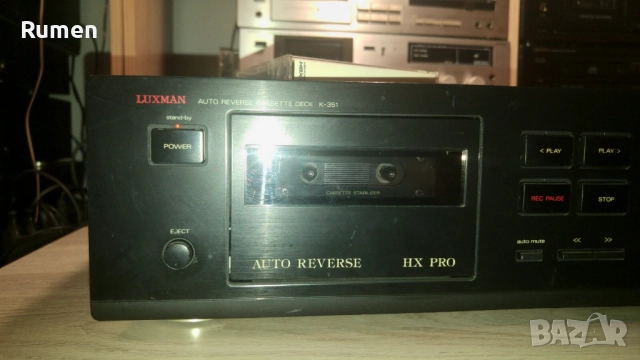 Rumen
LUXMAN AUTO REVERSE CASSETTE DECK K-351
stand-by
POWER
EJECT
CASSETTE STABILIZER
AUTO REVERSE HX PRO
< PLAY PLAY >
REC PAUSE STOP
auto mute << >>
BAZAR